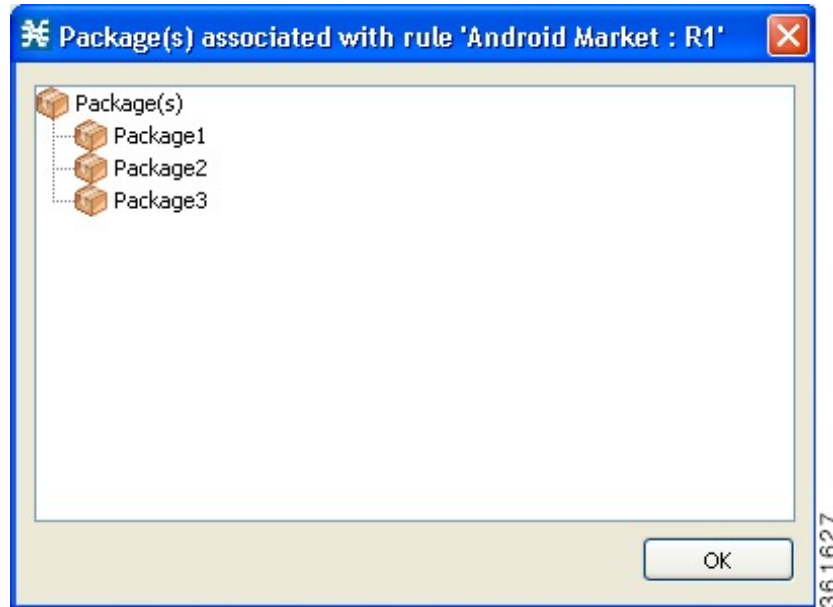 Package(s) associated with rule 'Android Market : R1'
Package(s)
Package1
Package2
Package3
OK
361627